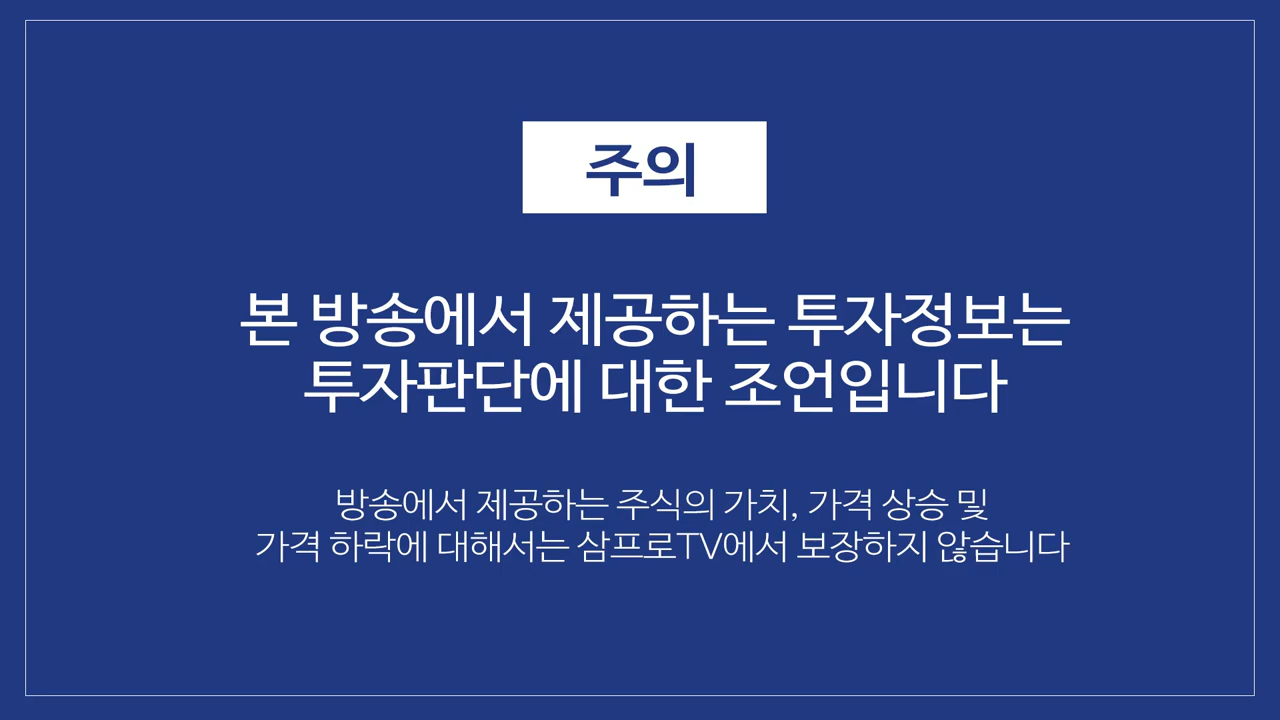 주의
본 방송에서 제공하는 투자정보는
투자판단에 대한 조언입니다
방송에서 제공하는 주식의 가치, 가격 상승 및
가격 하락에 대해서는 삼프로TV에서 보장하지 않습니다